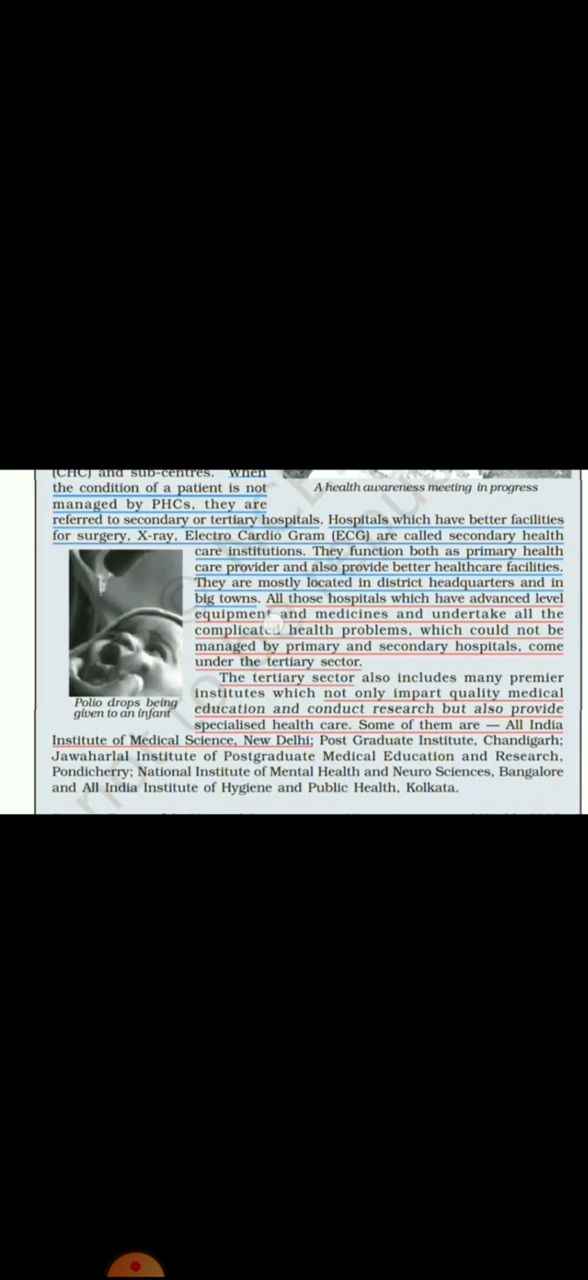 (CHC) and sub-centres. When
the condition of a patient is not
managed by PHCs, they are
A health awareness meeting in progress
referred to secondary or tertiary hospitals. Hospitals which have better facilities
for surgery, X-ray, Electro Cardio Gram (ECG) are called secondary health
care institutions. They function both as primary health
care provider and also provide better healthcare facilities.
They are mostly located in district headquarters and in
big towns. All those hospitals which have advanced level
equipment and medicines and undertake all the
complicated health problems, which could not be
managed by primary and secondary hospitals, come
under the tertiary sector.
The tertiary sector also includes many premier
institutes which not only impart quality medical
education and conduct research but also provide
specialised health care. Some of them are — All India
Polio drops being
given to an infant
Institute of Medical Science, New Delhi; Post Graduate Institute, Chandigarh;
Jawaharlal Institute of Postgraduate Medical Education and Research,
Pondicherry; National Institute of Mental Health and Neuro Sciences, Bangalore
and All India Institute of Hygiene and Public Health, Kolkata.